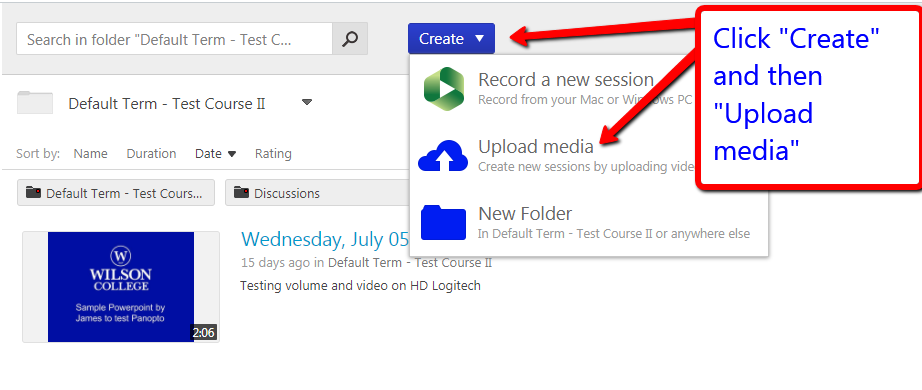 Search in folder "Default Term - Test C...
Create
Click "Create"
and then
"Upload
media"
Record a new session
Record from your Mac or Windows PC
Default Term - Test Course II
Upload media
Create new sessions by uploading
Sort by: Name Duration Date Rating
Default Term - Test Cours...
Discussions
New Folder
In Default Term - Test Course II or anywhere else
WILSON
COLLEGE
Sample Powerpoint by
James to test Panopto
2:06
Wednesday, July 05
15 days ago in Default Term - Test Course II
Testing volume and video on HD Logitech